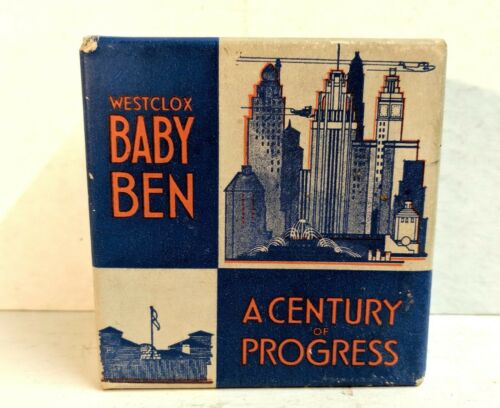 WESTCLOX
BABY
BEN
A CENTURY
OF
PROGRESS